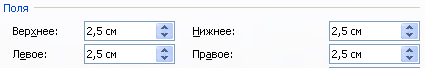 Поля
Верхнее: 2,5 см Нижнее: 2,5 см
Левое: 2,5 см Правое: 2,5 см